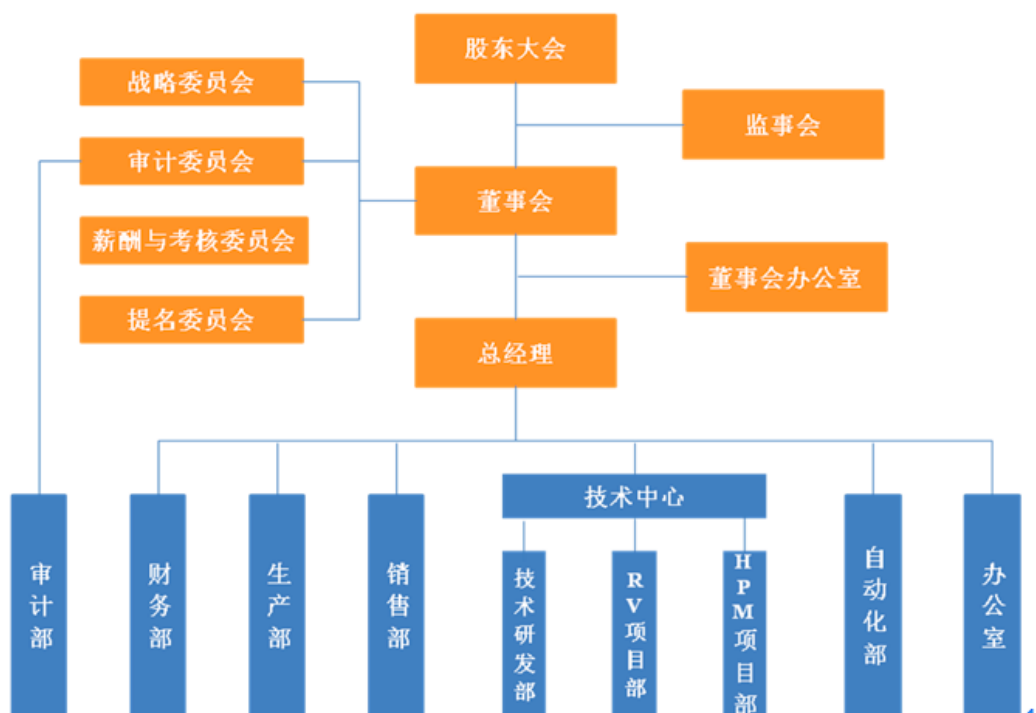 股东大会
战略委员会
监事会
审计委员会
董事会
薪酬与考核委员会
董事会办公室
提名委员会
总经理
技术中心
审计部
财务部
生产部
销售部
技术研发部
RV项目部
HPM项目部
自动化部
办公室